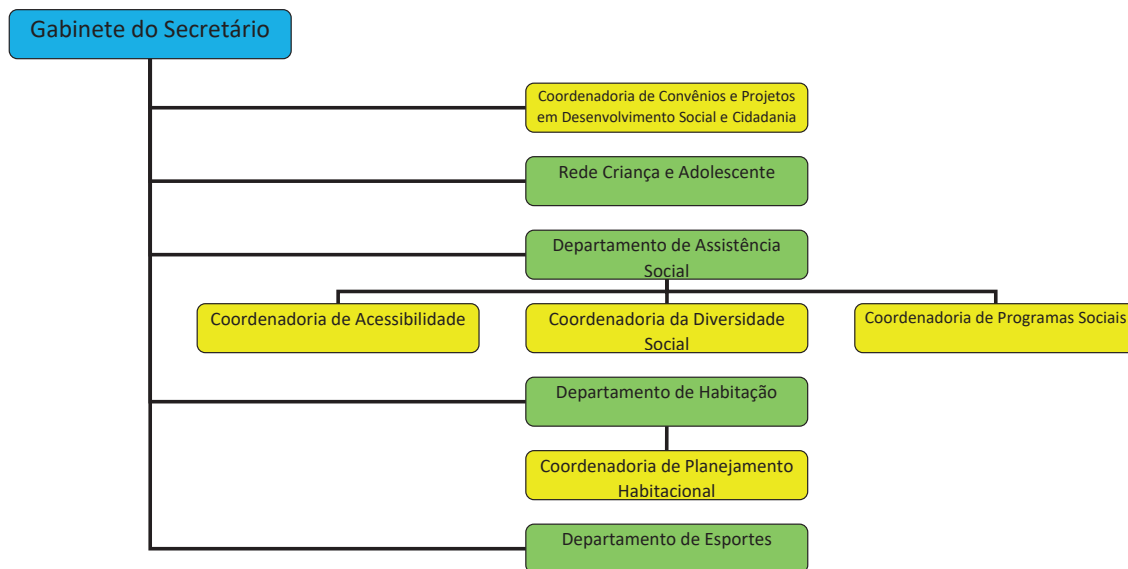 Gabinete do Secretário
Coordenadoria de Convênios e Projetos
em Desenvolvimento Social e Cidadania
Rede Criança e Adolescente
Departamento de Assistência
Social
Coordenadoria de Acessibilidade
Coordenadoria da Diversidade
Social
Coordenadoria de Programas Sociais
Departamento de Habitação
Coordenadoria de Planejamento
Habitacional
Departamento de Esportes